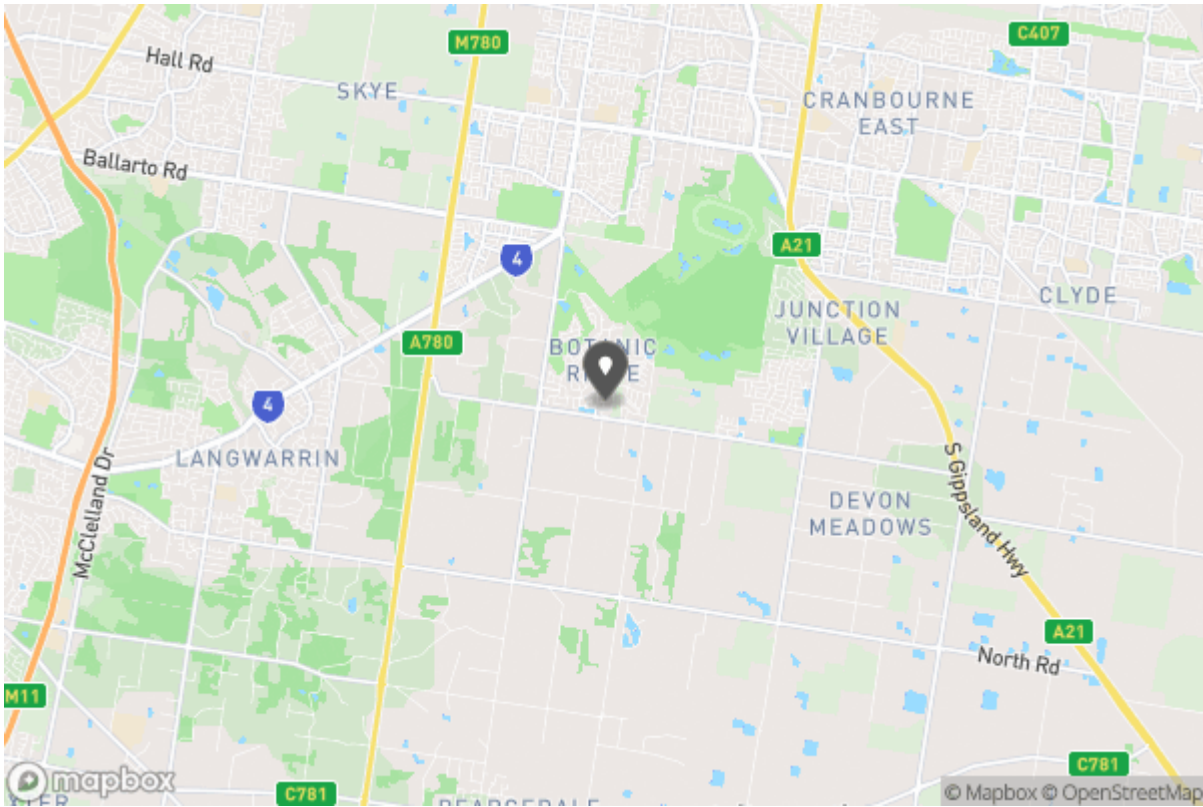 C407
M780
Hall Rd
SKYE
CRANBOURNE
EAST
Ballarto Rd
A21
4
CLYDE
JUNCTION
VILLAGE
A780
BOTANIC
4
LANGWARRIN
McClelland Dr
S Gippsland Hwy
DEVON
MEADOWS
A21
North Rd
M11
C781
mapbox
C781
© Mapbox © OpenStreetMap